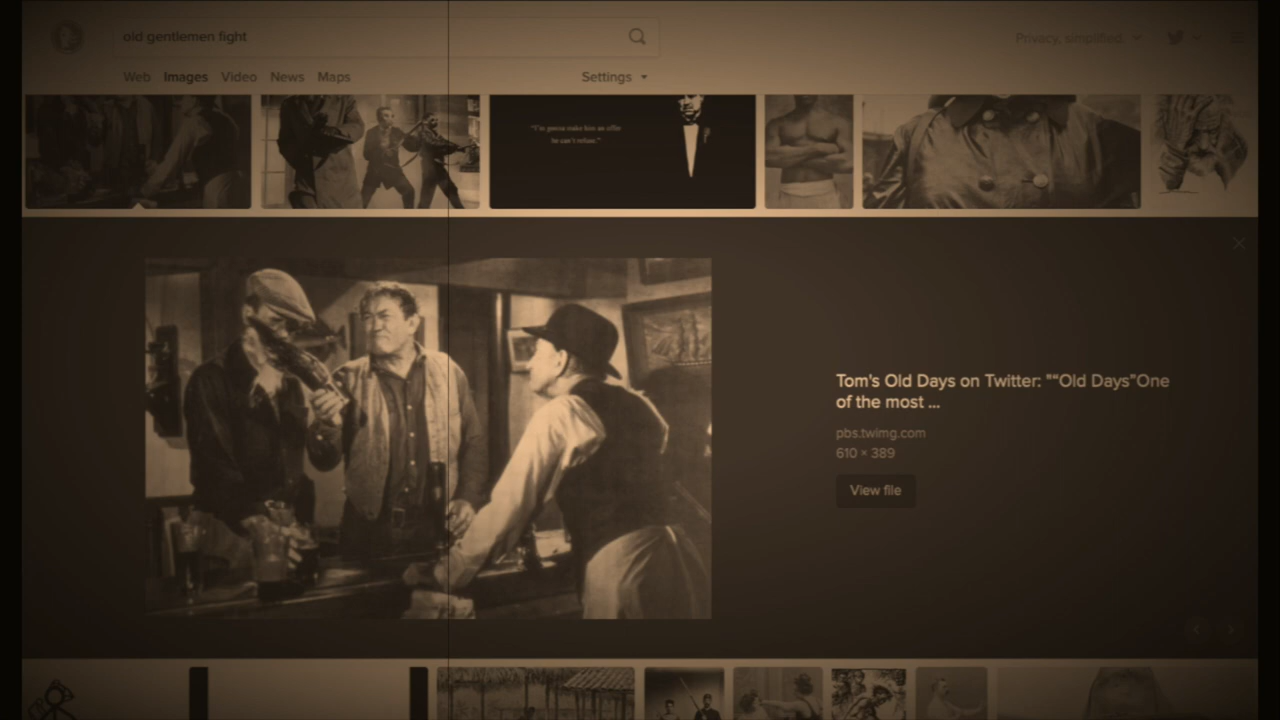 old gentlemen fight
Privacy, simplified.
Web Images Video News Maps
Settings
"I'm gonna make him an offer
he can't refuse."
Tom's Old Days on Twitter: "“Old Days”One
of the most ...
pbs.twimg.com
610 × 389
View file